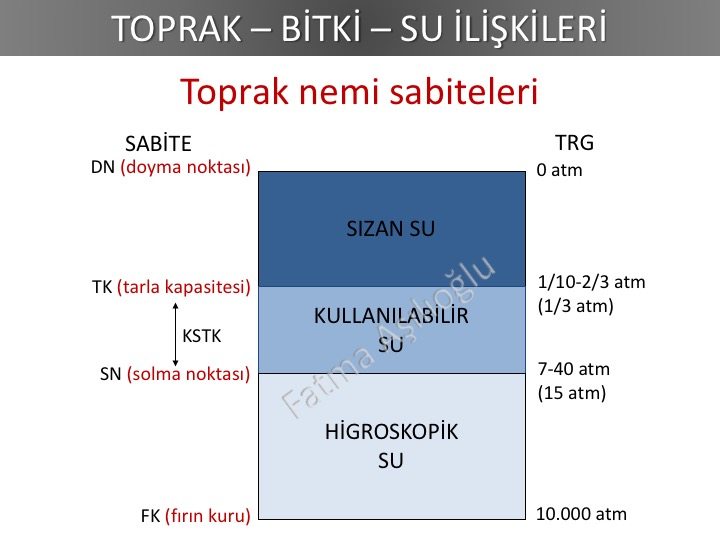 TOPRAK – BİTKİ – SU İLİŞKİLERİ
Toprak nemi sabiteleri
SABİTE
TRG
DN (doyma noktası)
0 atm
SIZAN SU
TK (tarla kapasitesi)
1/10-2/3 atm
(1/3 atm)
KULLANILABİLİR
SU
KSTK
SN (solma noktası)
7-40 atm
(15 atm)
HİGROSKOPİK
SU
FK (fırın kuru)
10.000 atm
Fatma Aşılıoğlu